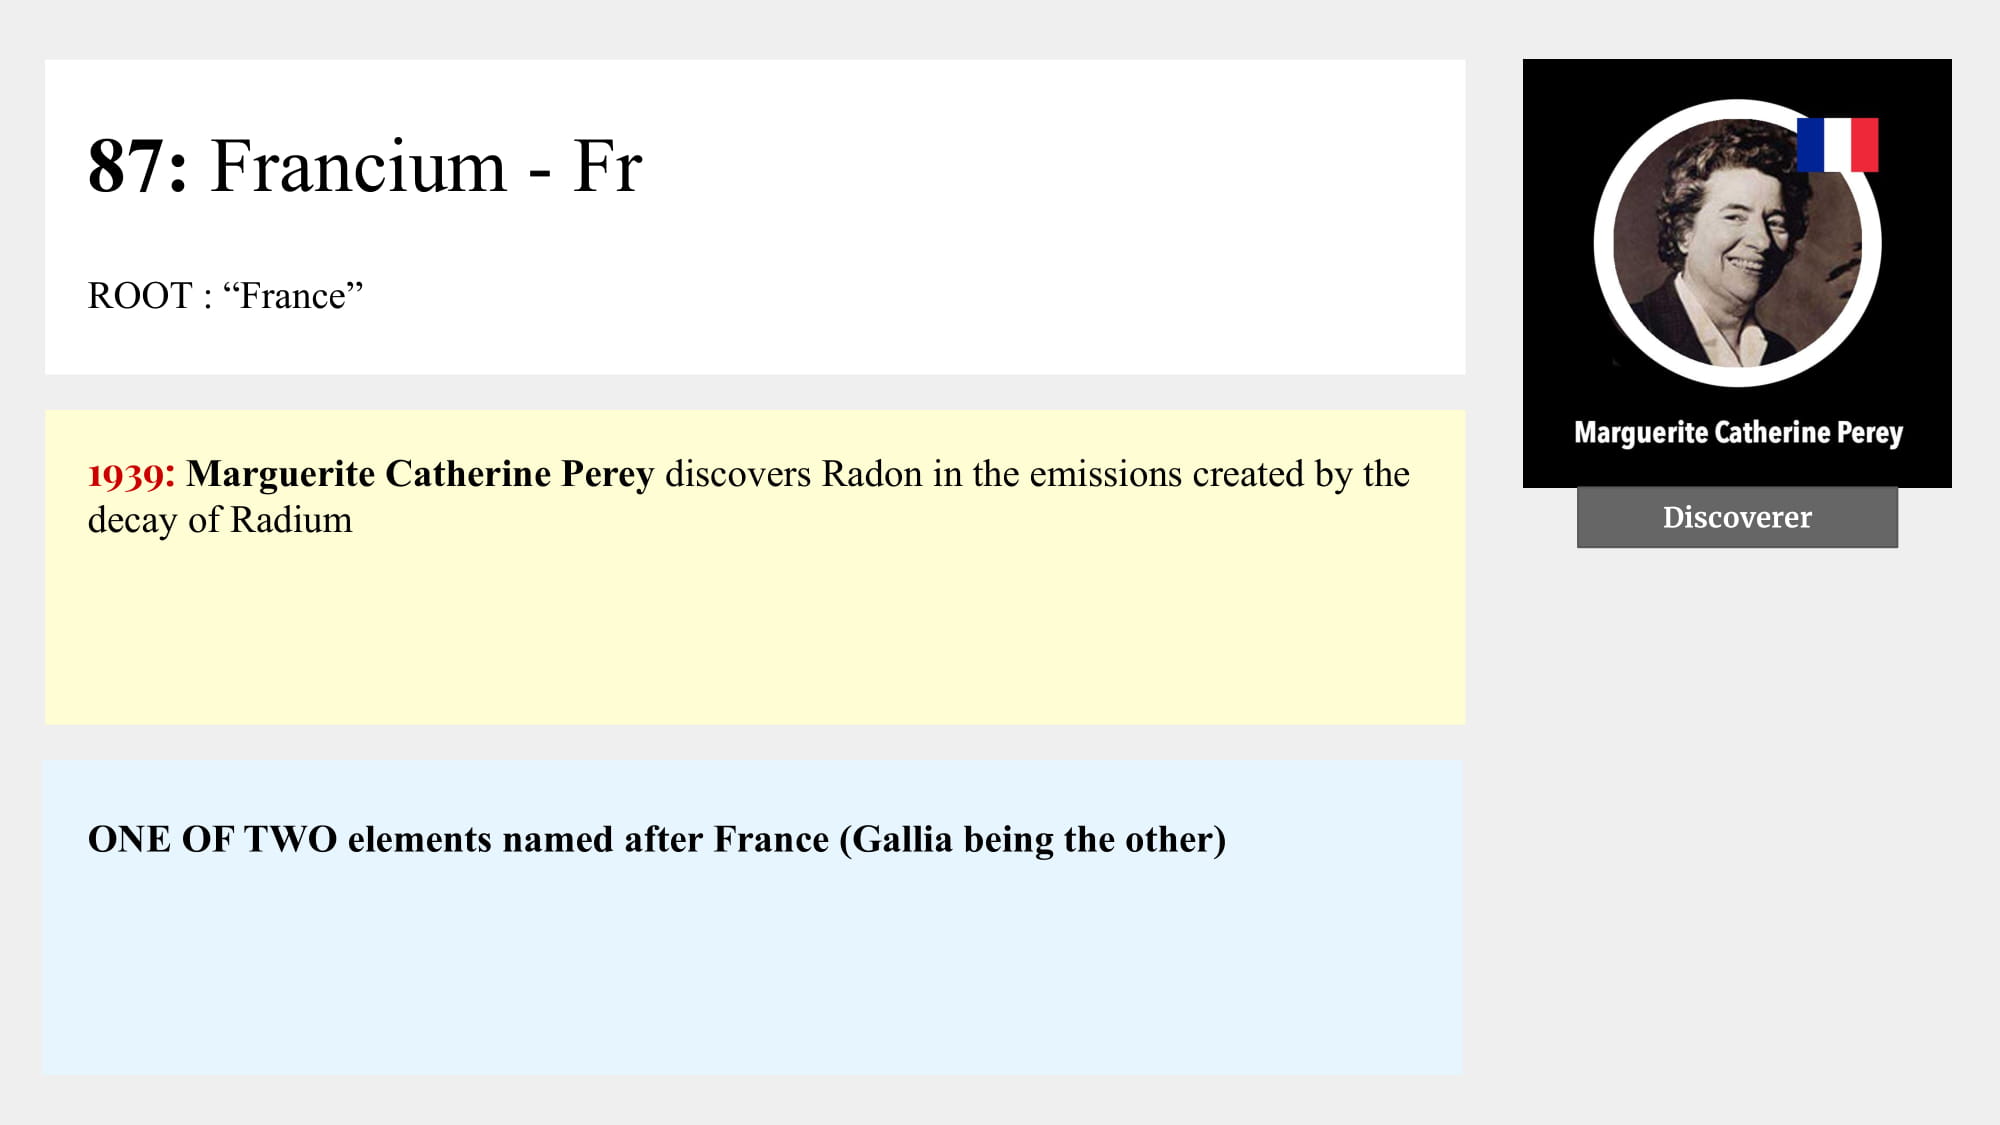 87: Francium - Fr
ROOT : “France”
1939: Marguerite Catherine Perey discovers Radon in the emissions created by the
decay of Radium
ONE OF TWO elements named after France (Gallia being the other)
Marguerite Catherine Perey
Discoverer